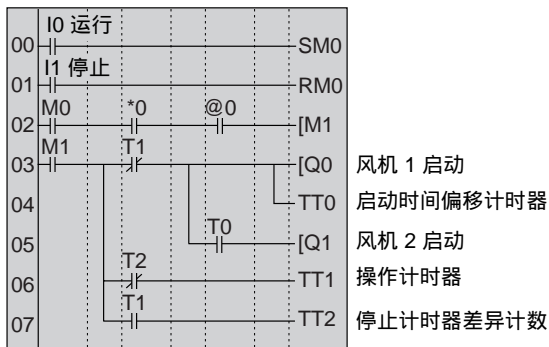 I0 运行
00 SM0
I1 停止
01 RM0
M0 *0 @0
02 [M1
M1 T1
03 [Q0 风机 1 启动
04 TT0 启动时间偏移计时器
T0
05 [Q1 风机 2 启动
T2
06 TT1 操作计时器
T1
07 TT2 停止计时器差异计数